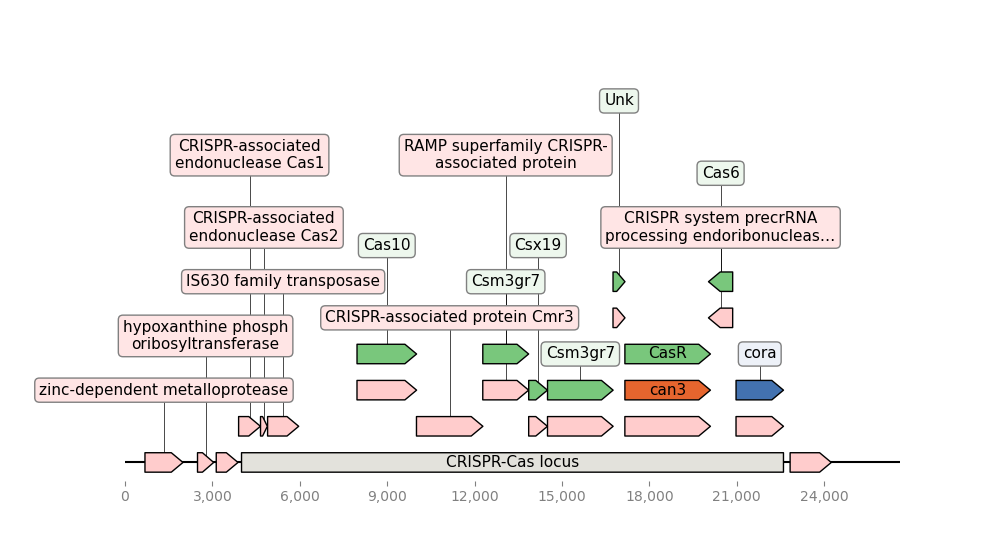 Unk
CRISPR-associated
endonuclease Cas1
RAMP superfamily CRISPR-
associated protein
Cas6
CRISPR-associated
endonuclease Cas2
CRISPR system precrRNA
processing endoribonucleas…
Cas10
Csx19
IS630 family transposase
Csm3gr7
CRISPR-associated protein Cmr3
hypoxanthine phosph
oribosyltransferase
Csm3gr7
CasR
cora
zinc-dependent metalloprotease
can3
CRISPR-Cas locus
0 3,000 6,000 9,000 12,000 15,000 18,000 21,000 24,000